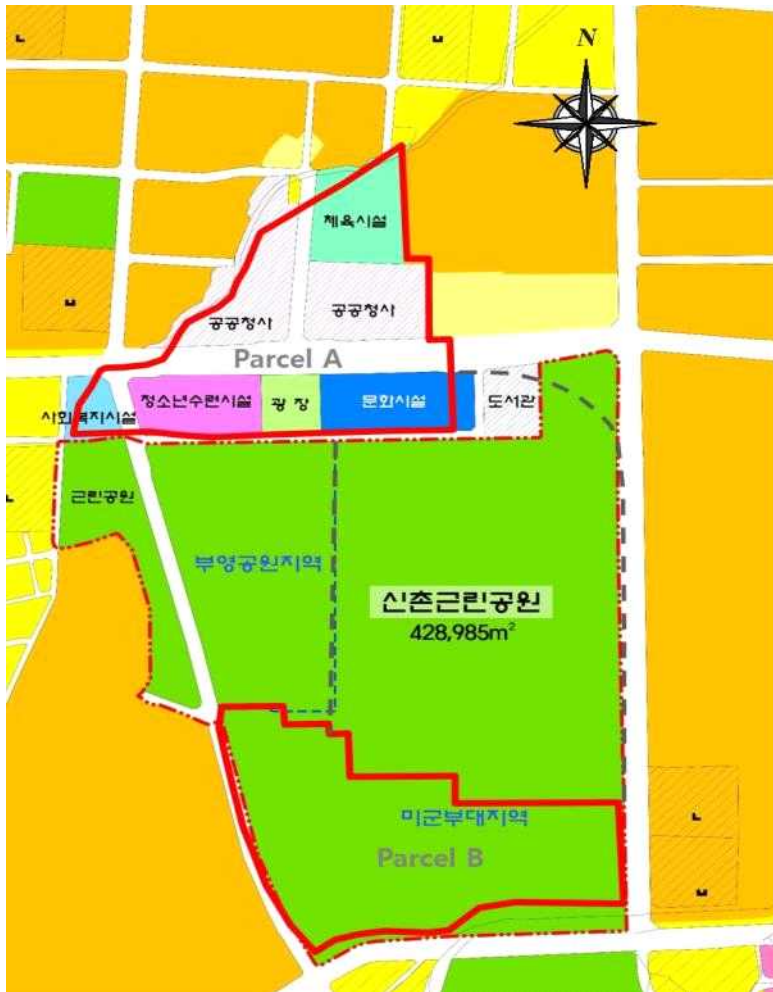 ㄴ
ㅁ
N
체육시설
ㅁ
공공청사
공공청사
Parcel A
사회복지시설
청소년수련시설
광 장
문화시설
도서관
ㄴ
근린공원
부영공원지역
신촌근린공원
428,985m²
미군부대지역
Parcel B
ㄴ
ㅁ